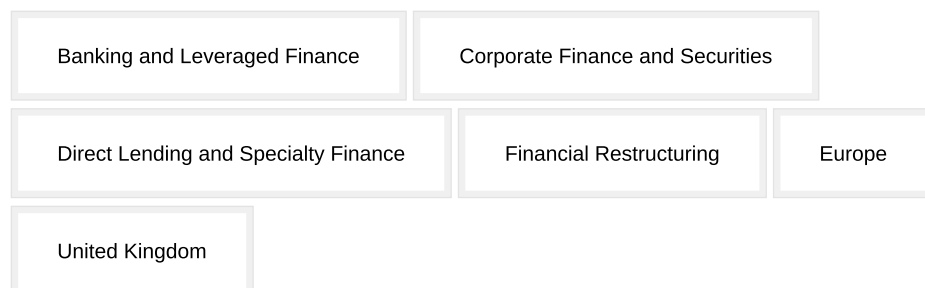 Banking and Leveraged Finance Corporate Finance and Securities
Direct Lending and Specialty Finance Financial Restructuring Europe
United Kingdom